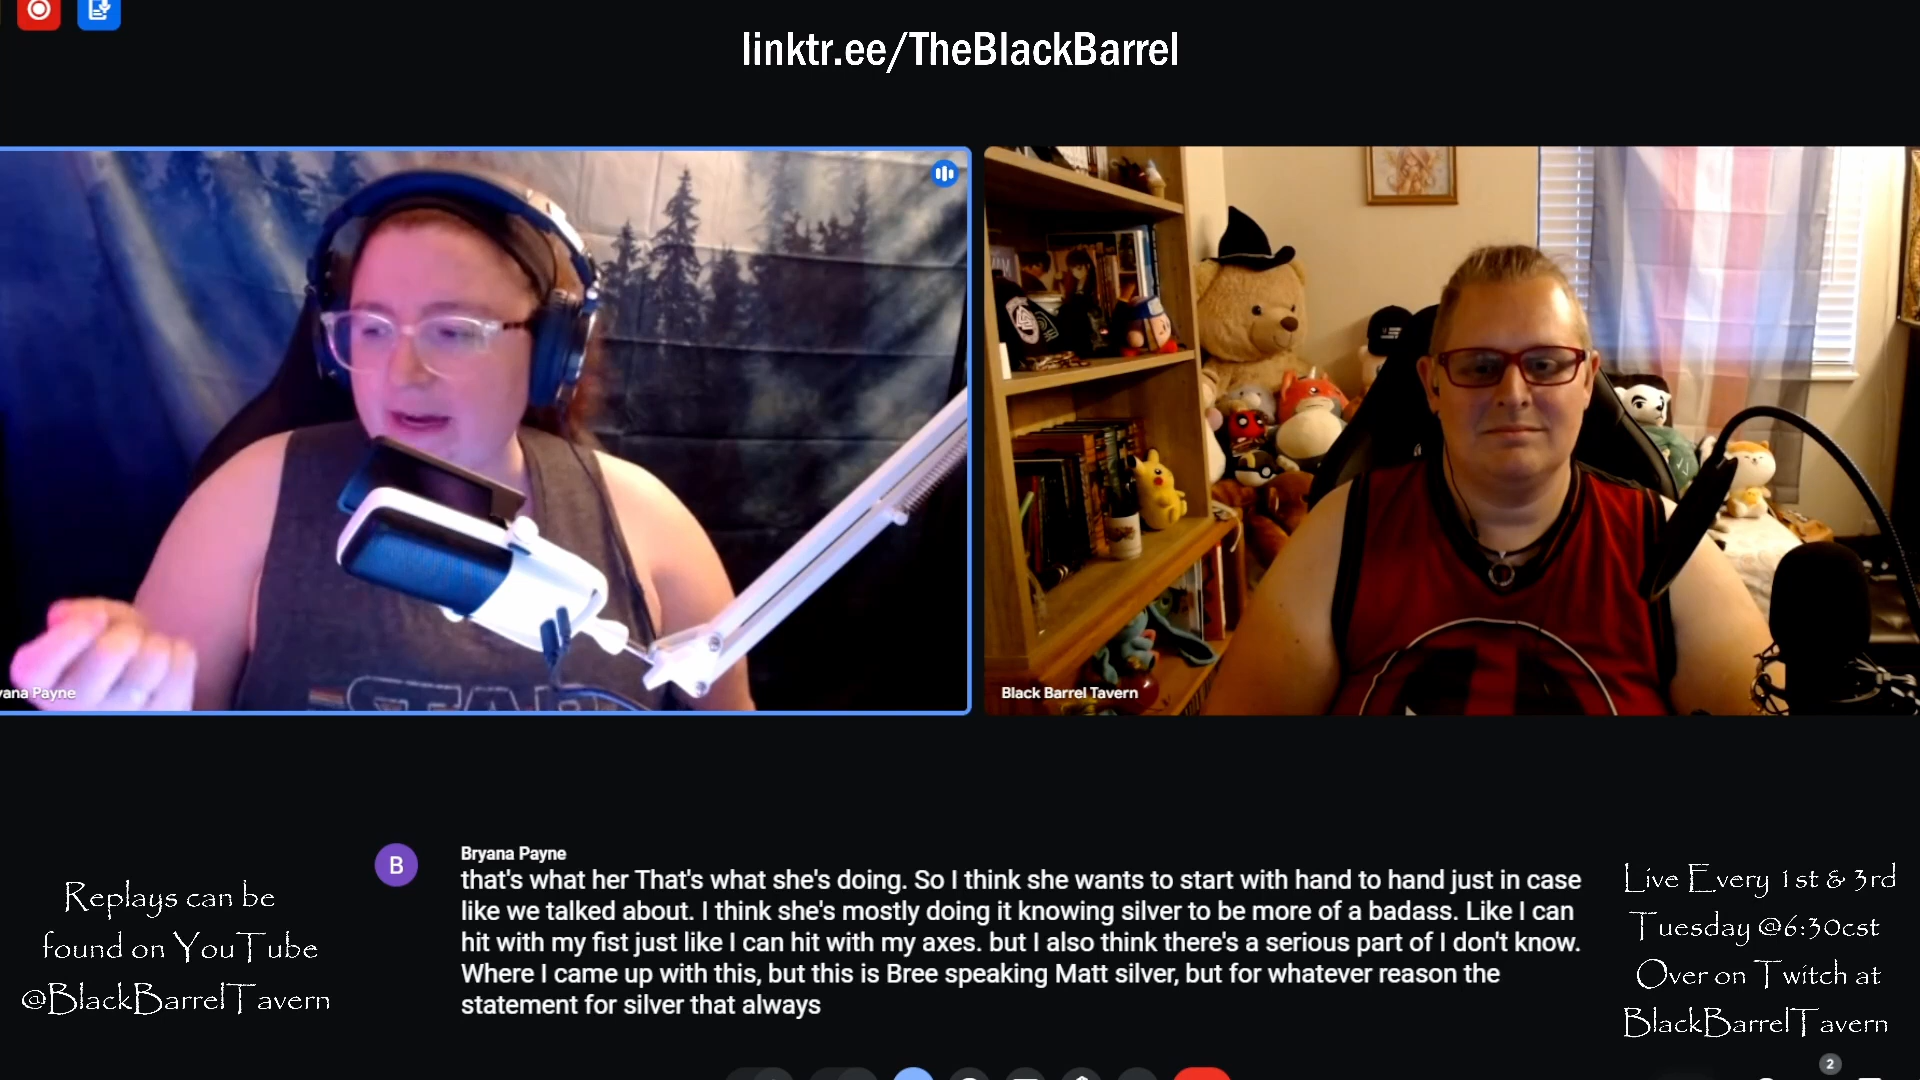 linktr.ee/TheBlackBarrel
yana Payne
STAR
Black Barrel Tavern
B
Bryana Payne
that's what her That's what she's doing. So I think she wants to start with hand to hand just in case
like we talked about. I think she's mostly doing it knowing silver to be more of a badass. Like I can
hit with my fist just like I can hit with my axes. but I also think there's a serious part of I don't know.
Where I came up with this, but this is Bree speaking Matt silver, but for whatever reason the
statement for silver that always
Replays can be
found on YouTube
@BlackBarrelTavern
Live Every 1st & 3rd
Tuesday @6:30cst
Over on Twitch at
BlackBarrelTavern
2